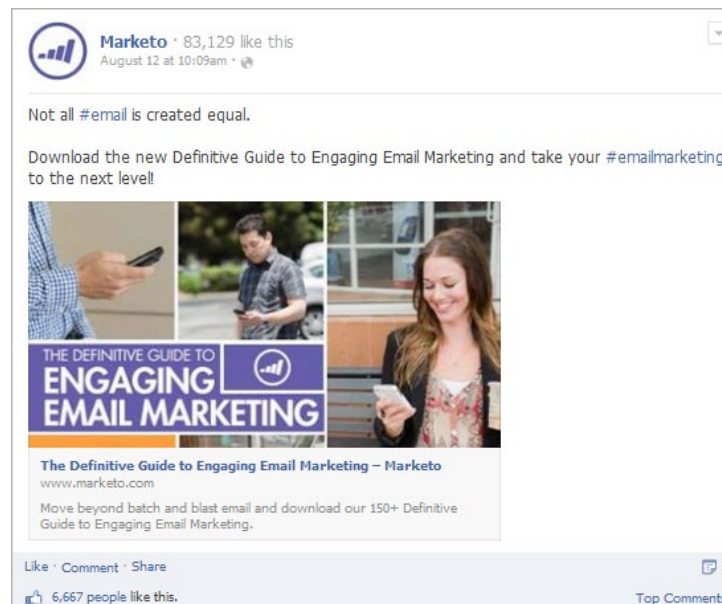 Marketo · 83,129 like this
August 12 at 10:09am ·
Not all #email is created equal.
Download the new Definitive Guide to Engaging Email Marketing and take your #emailmarketing
to the next level!
THE DEFINITIVE GUIDE TO
ENGAGING
EMAIL MARKETING
The Definitive Guide to Engaging Email Marketing – Marketo
www.marketo.com
Move beyond batch and blast email and download our 150+ Definitive
Guide to Engaging Email Marketing.
Like · Comment · Share
6,667 people like this.
Top Comments